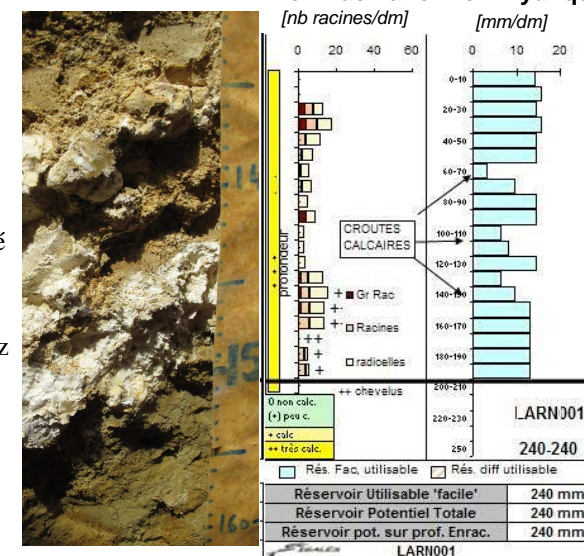 [nb racines/dm]
[mm/dm]
0 20 40 60
0 10 20
0-10
20-30
40-50
60-70
80-90
100-110
120-130
160-170
180-190
200-210
220-230
250
é
z
14
15
160
profondeur
+
+
+
CROUTES
CALCAIRES
+ Gr Rac
+
Racines
+
++
+ radicelles
+
++ chevelus
0 non calc.
(+) peu c.
+ calc
++ très calc.
LARN001
240-240
Rés. Fac, utilisable
Rés. diff utilisable
Réservoir Utilisable 'facile' 240 mm
Réservoir Potentiel Totale 240 mm
Réservoir pot. sur prof. Enrac. 240 mm
LARN001